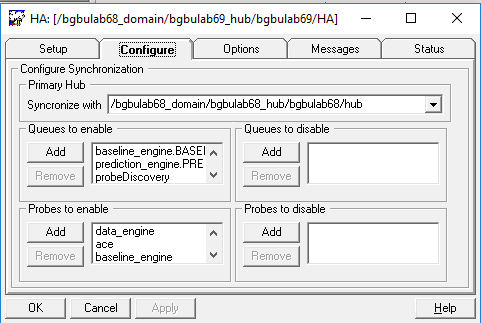 HA: [/bgbulab68_domain/bgbulab69_hub/bgbulab69/HA]
Setup
Configure
Options
Messages
Status
Configure Synchronization
Primary Hub
Syncronize with
/bgbulab68_domain/bgbulab68_hub/bgbulab68/hub
Queues to enable
Add
Remove
baseline_engine.BASEI
prediction_engine.PRE
probeDiscovery
Queues to disable
Add
Remove
Probes to enable
Add
Remove
data_engine
ace
baseline_engine
Probes to disable
Add
Remove
OK
Cancel
Apply
Help